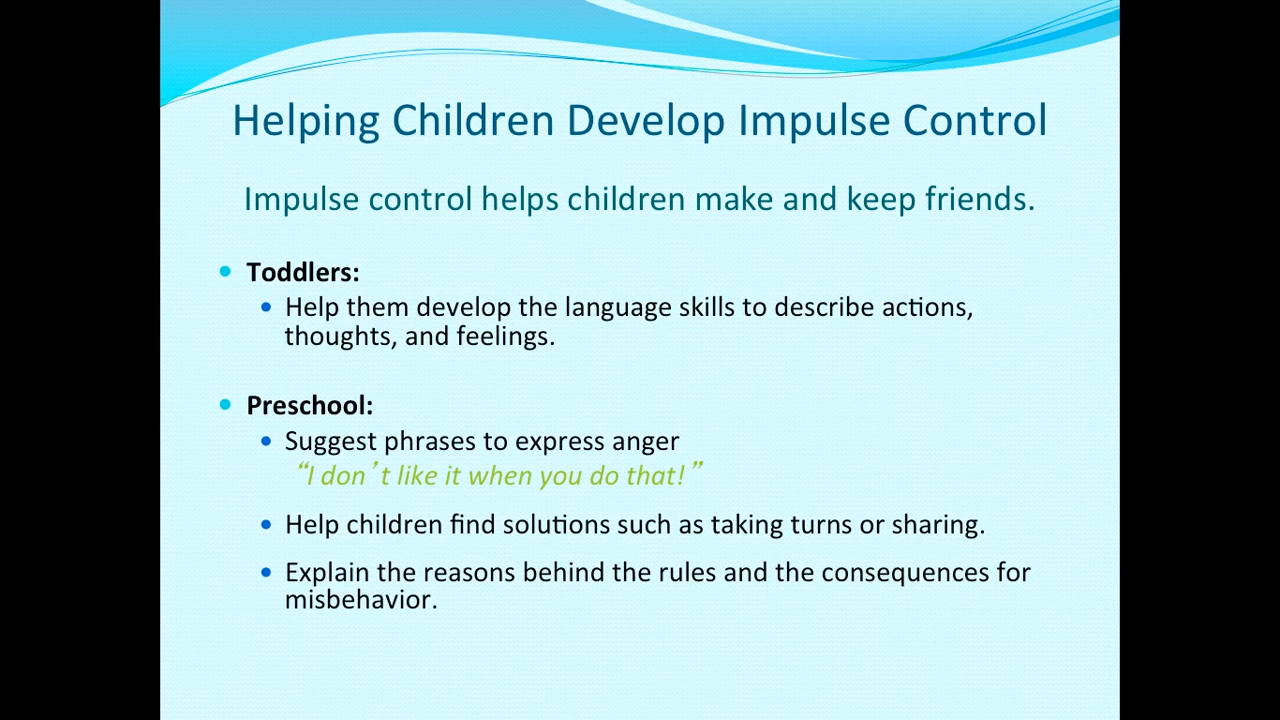 Helping Children Develop Impulse Control
Impulse control helps children make and keep friends.
• Toddlers:
• Help them develop the language skills to describe actions,
thoughts, and feelings.
• Preschool:
• Suggest phrases to express anger
“I don’t like it when you do that!”
• Help children find solutions such as taking turns or sharing.
• Explain the reasons behind the rules and the consequences for
misbehavior.